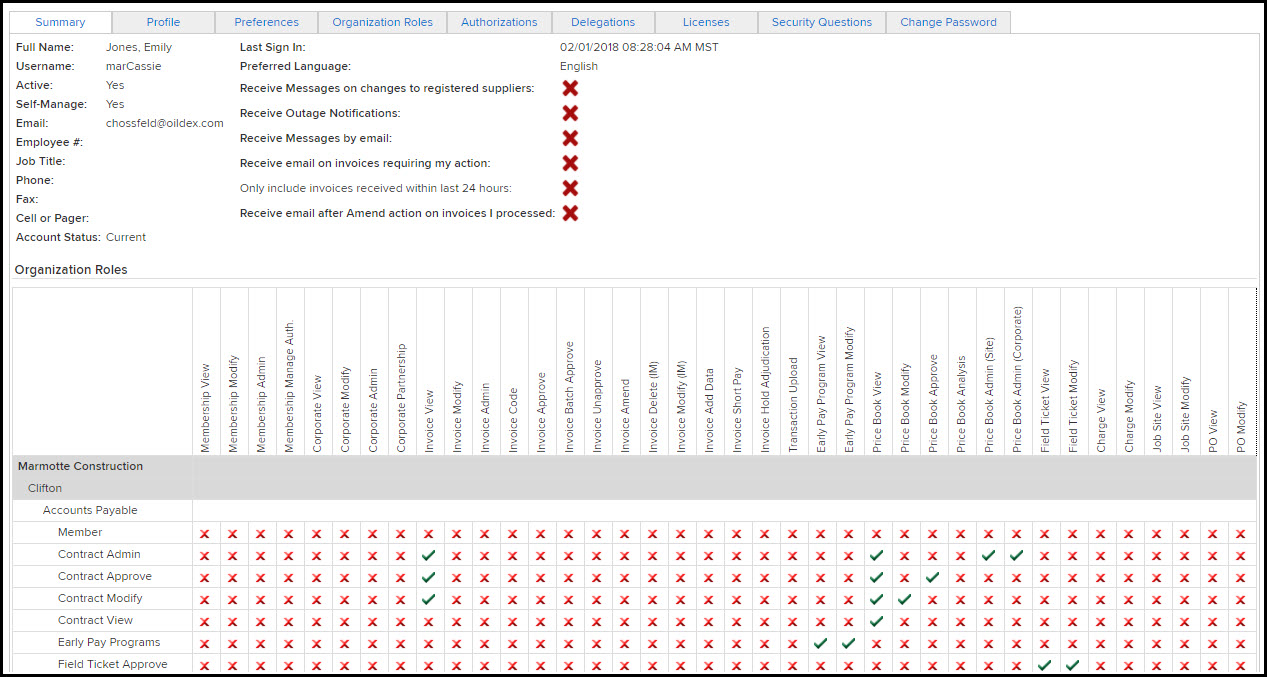 Summary Profile Preferences Organization Roles Authorizations Delegations Licenses Security Questions Change Password
Full Name: Jones, Emily Last Sign In: 02/01/2018 08:28:04 AM MST
Username: marCassie Preferred Language: English
Active: Yes Receive Messages on changes to registered suppliers:
Self-Manage: Yes Receive Outage Notifications:
Email: chossfeld@oildex.com
Employee #: Receive Messages by email:
Job Title: Receive email on invoices requiring my action:
Phone: Only include invoices received within last 24 hours:
Fax: Receive email after Amend action on invoices I processed:
Cell or Pager:
Account Status: Current
Organization Roles
Membership View
Membership Modify
Membership Admin
Membership Manage Auth.
Corporate View
Corporate Modify
Corporate Admin
Corporate Partnership
Invoice View
Invoice Modify
Invoice Admin
Invoice Code
Invoice Approve
Invoice Batch Approve
Invoice Unapprove
Invoice Amend
Invoice Delete (IM)
Invoice Modify (IM)
Invoice Add Data
Invoice Short Pay
Invoice Hold Adjudication
Transaction Upload
Early Pay Program View
Early Pay Program Modify
Price Book View
Price Book Modify
Price Book Approve
Price Book Analysis
Price Book Admin (Site)
Price Book Admin (Corporate)
Field Ticket View
Field Ticket Modify
Charge View
Charge Modify
Job Site View
Job Site Modify
PO View
PO Modify
Marmotte Construction
Clifton
Accounts Payable
Member
Contract Admin
Contract Approve
Contract Modify
Contract View
Early Pay Programs
Field Ticket Approve